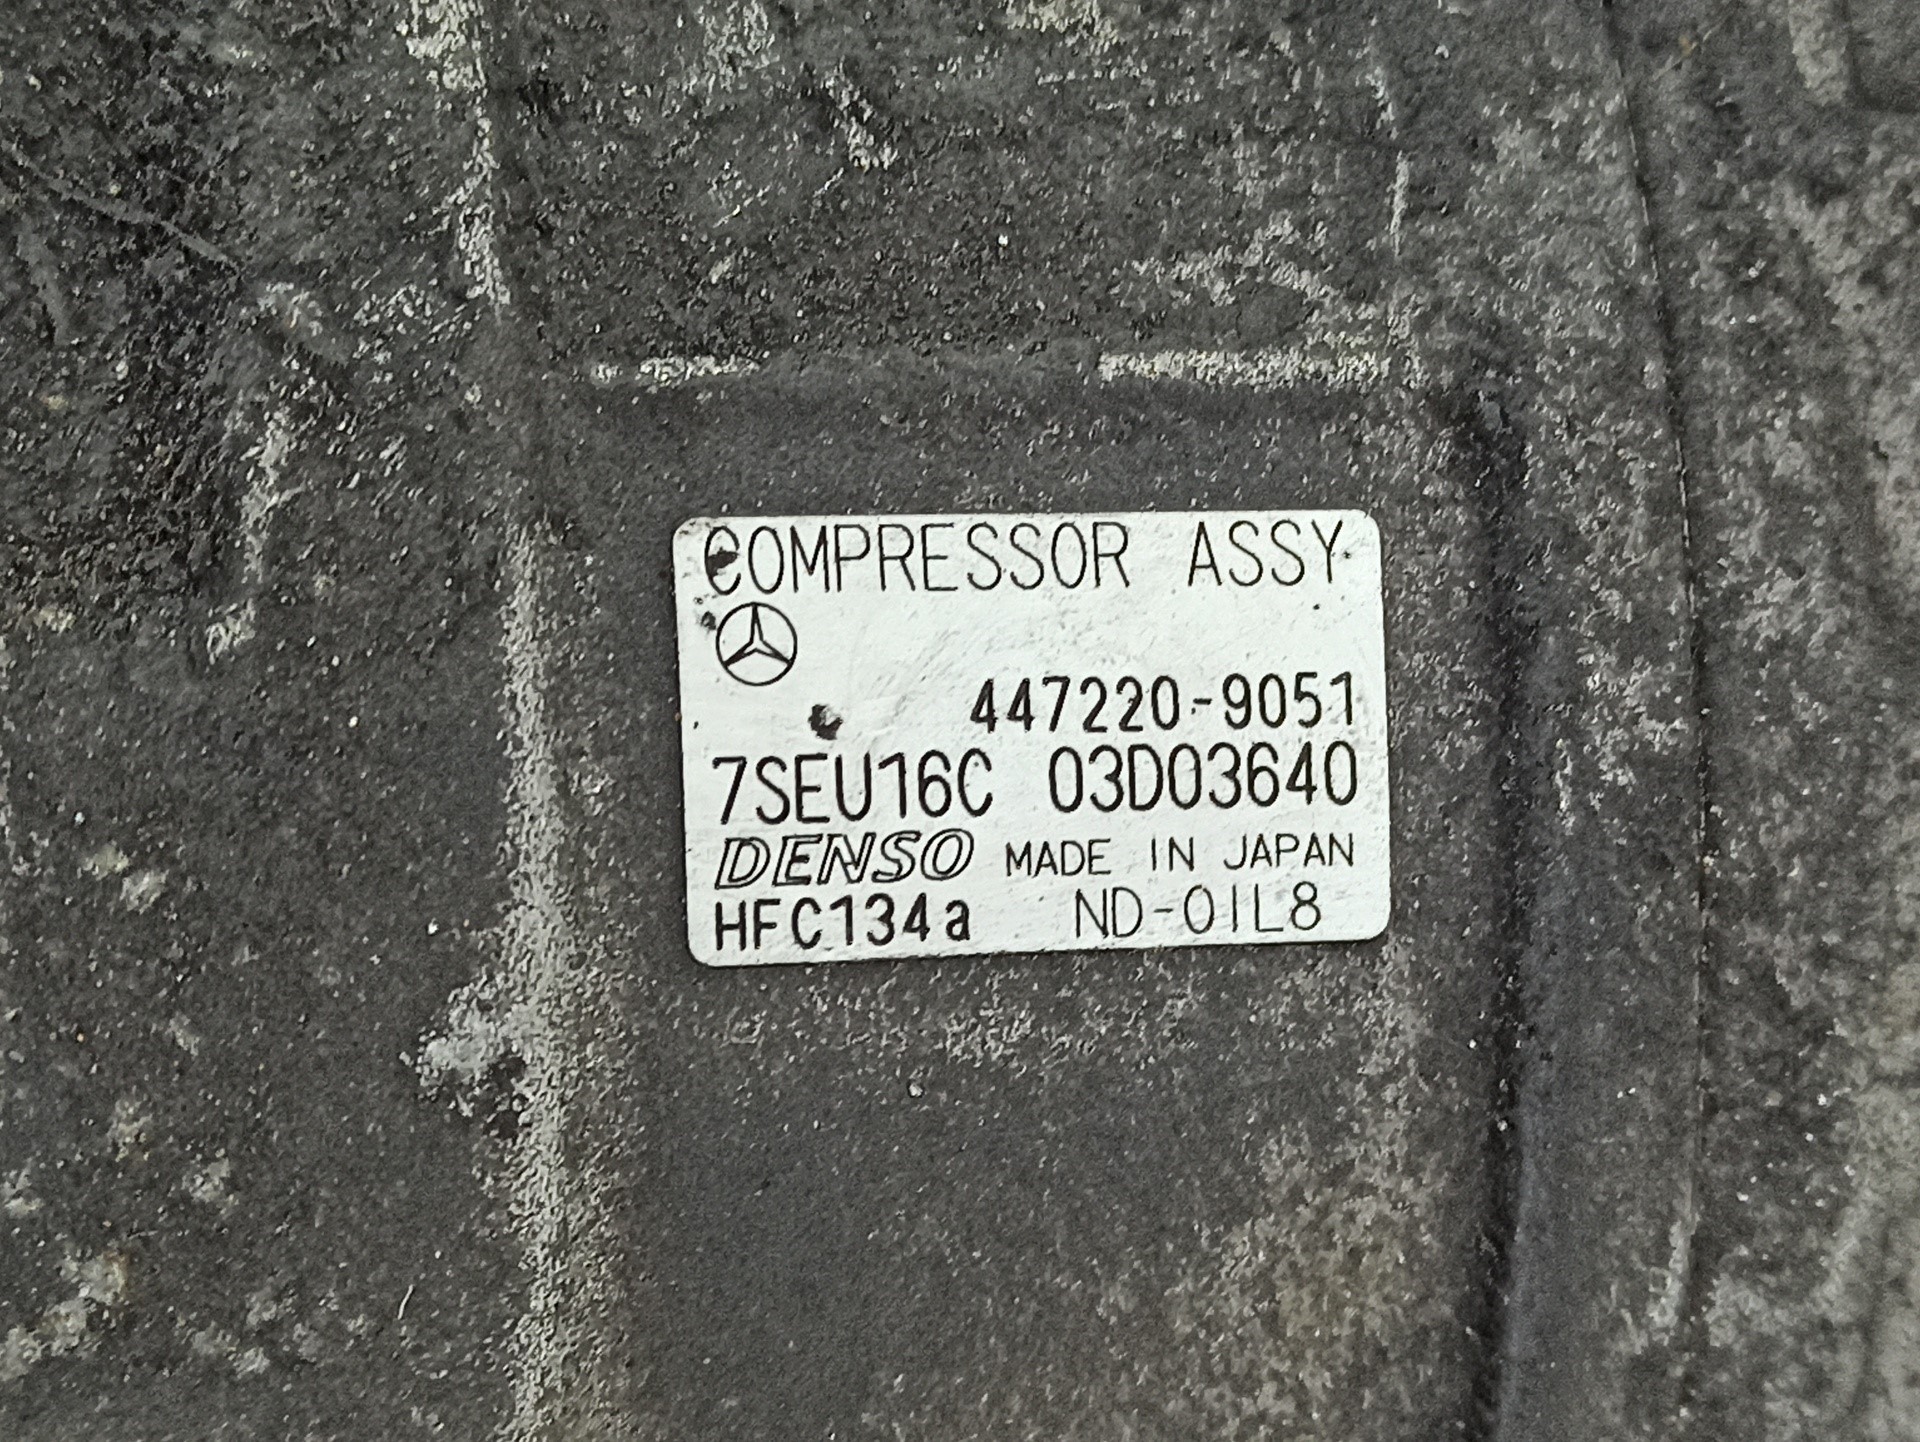 COMPRESSOR ASSY
447220-9051
7SEU16C 03D03640
DENSO MADE IN JAPAN
HFC134a ND-OIL8